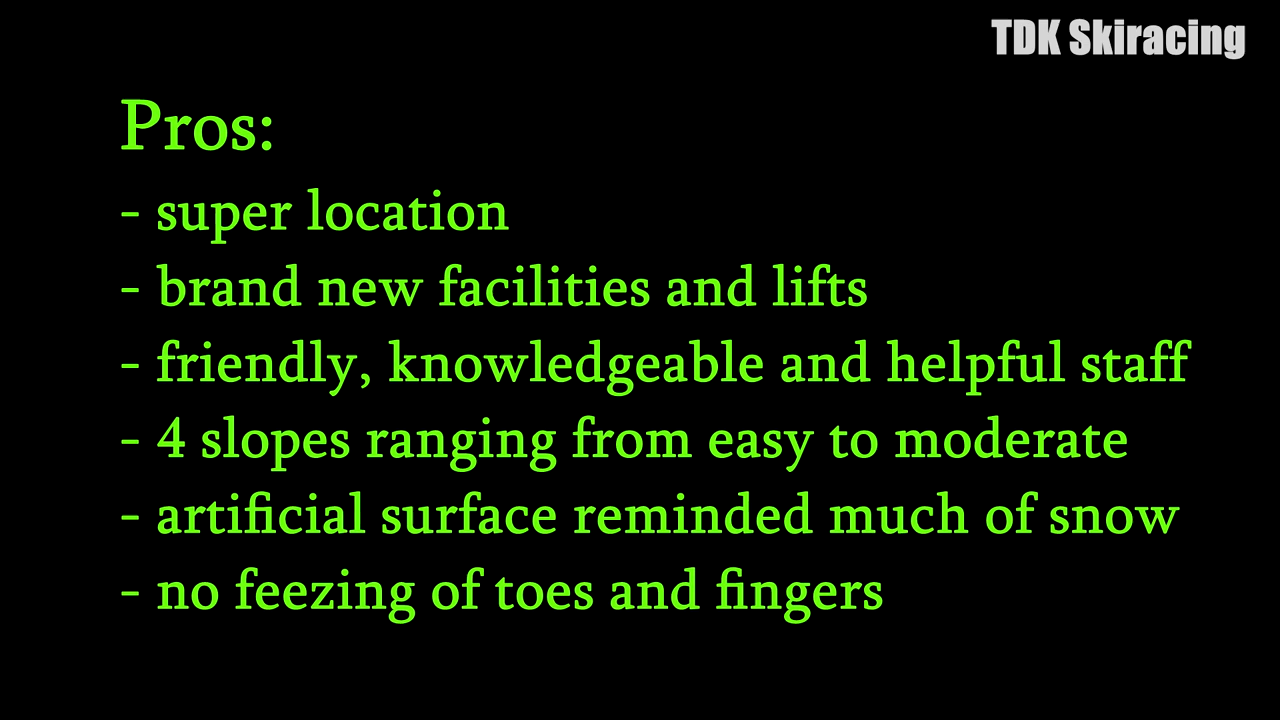 TDK Skiracing
Pros:
- super location
- brand new facilities and lifts
- friendly, knowledgeable and helpful staff
- 4 slopes ranging from easy to moderate
- artificial surface reminded much of snow
- no feezing of toes and fingers